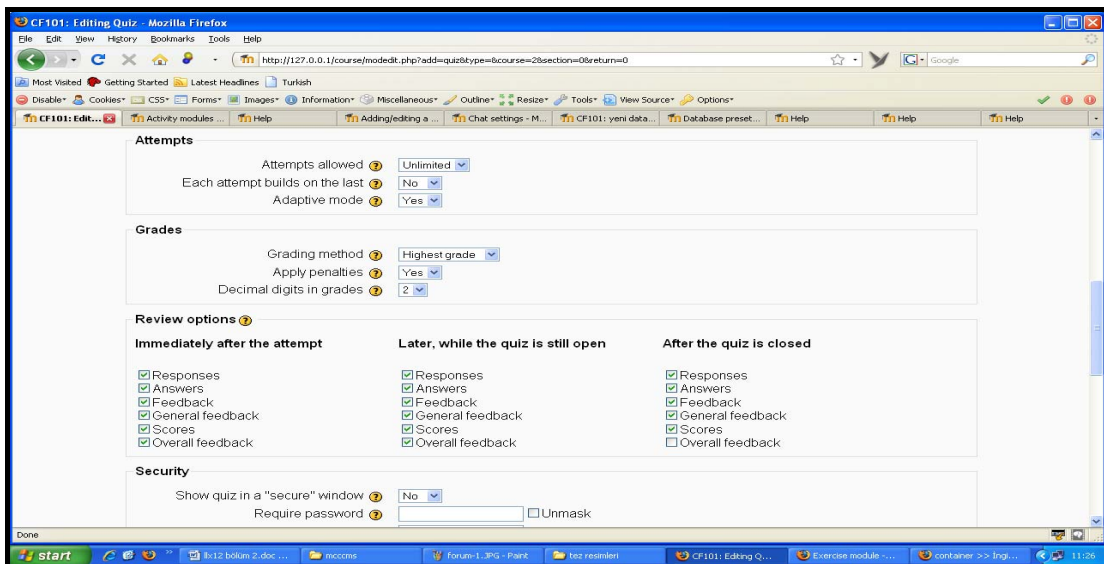 CF101: Editing Quiz - Mozilla Firefox
File Edit View History Bookmarks Tools Help
http://127.0.0.1/course/modedit.php?add=quiz&type=&course=2&section=0&return=0 Google
Most Visited Getting Started Latest Headlines Turkish
Disable Cookies CSS Forms Images Information Miscellaneous Outline Resize Tools View Source Options
CF101: Edit... Activity modules ... Help Adding/editing a ... Chat settings - M... CF101: yeni data... Database preset... Help Help Help
Attempts
Attempts allowed Unlimited
Each attempt builds on the last No
Adaptive mode Yes
Grades
Grading method Highest grade
Apply penalties Yes
Decimal digits in grades 2
Review options
Immediately after the attempt Later, while the quiz is still open After the quiz is closed
Responses Responses Responses
Answers Answers Answers
Feedback Feedback Feedback
General feedback General feedback General feedback
Scores Scores Scores
Overall feedback Overall feedback Overall feedback
Security
Show quiz in a "secure" window No
Require password Unmask
Done
start bölüm 2.doc ... mcccms forum-1.JPG - Paint tez resimleri CF101: Editing Q... Exercise module -... container >> Ingi... 11:26